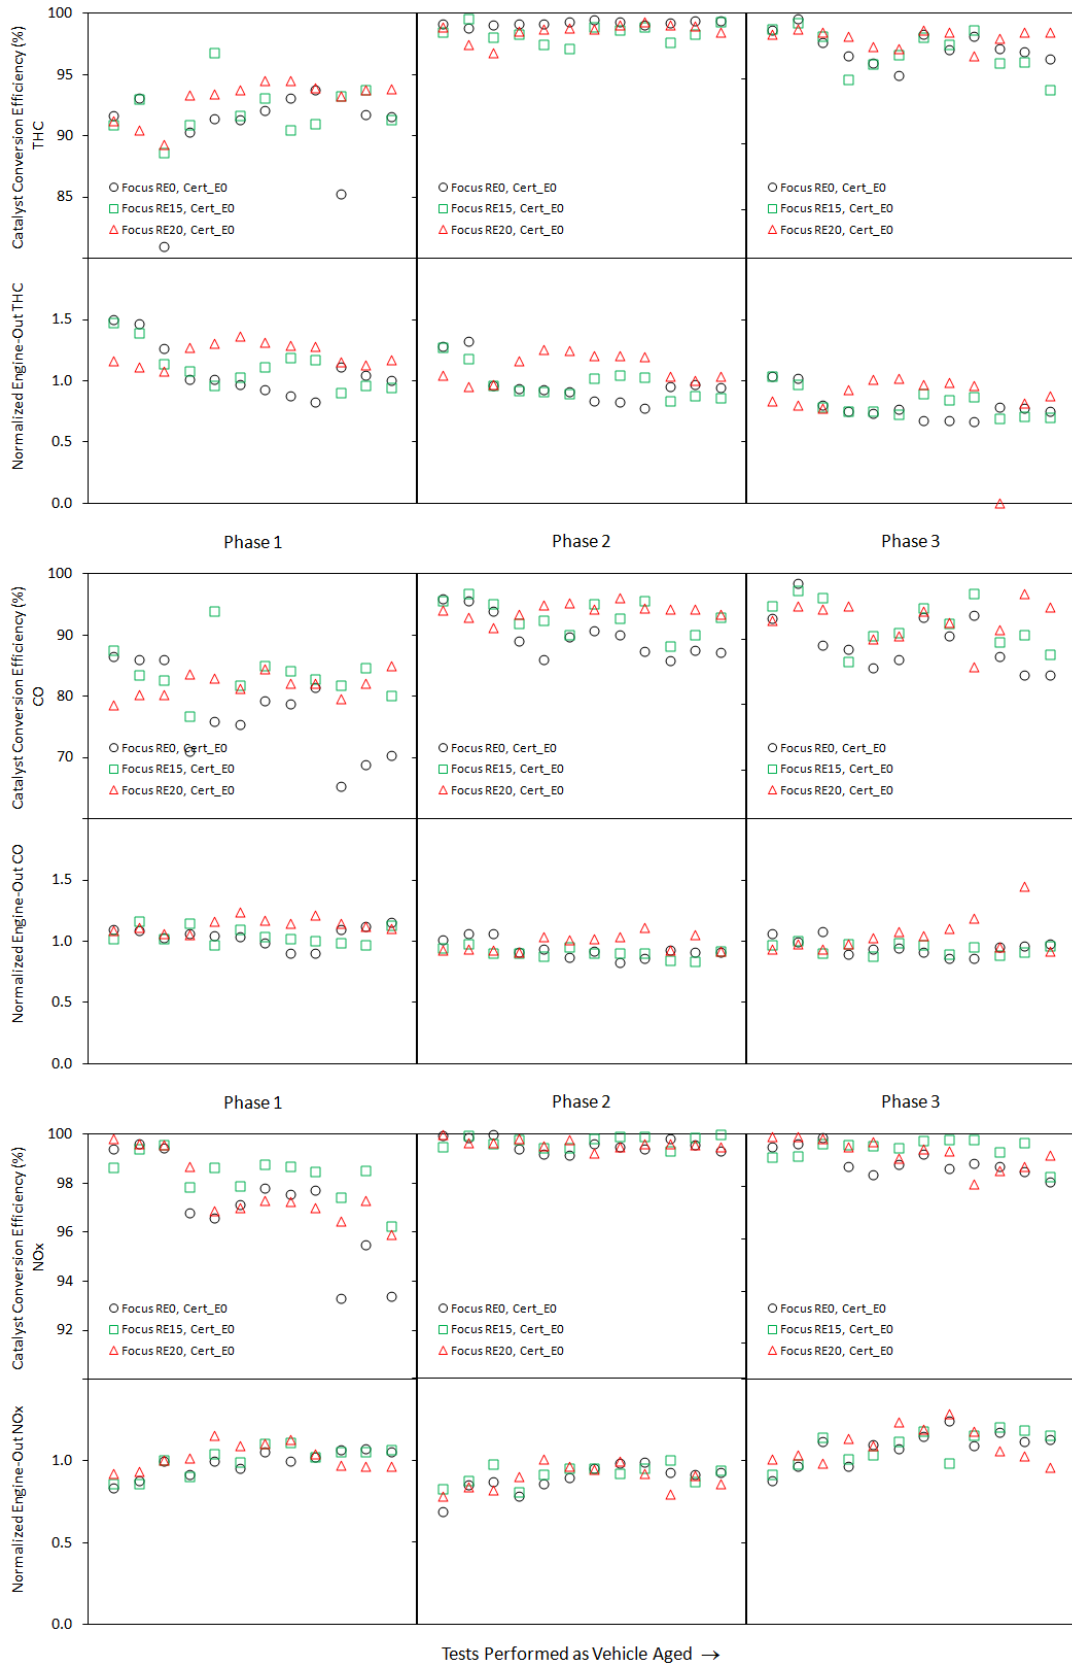 Catalyst Conversion Efficiency (%)
THC
100
95
90
85
Focus RE0, Cert_E0
Focus RE15, Cert_E0
Focus RE20, Cert_E0
Focus RE0, Cert_E0
Focus RE15, Cert_E0
Focus RE20, Cert_E0
Focus RE0, Cert_E0
Focus RE15, Cert_E0
Focus RE20, Cert_E0
Normalized Engine-Out THC
1.5
1.0
0.5
0.0
Phase 1
Phase 2
Phase 3
Catalyst Conversion Efficiency (%)
CO
100
90
80
70
Focus RE0, Cert_E0
Focus RE15, Cert_E0
Focus RE20, Cert_E0
Focus RE0, Cert_E0
Focus RE15, Cert_E0
Focus RE20, Cert_E0
Focus RE0, Cert_E0
Focus RE15, Cert_E0
Focus RE20, Cert_E0
Normalized Engine-Out CO
1.5
1.0
0.5
0.0
Phase 1
Phase 2
Phase 3
Catalyst Conversion Efficiency (%)
NOx
100
98
96
94
92
Focus RE0, Cert_E0
Focus RE15, Cert_E0
Focus RE20, Cert_E0
Focus RE0, Cert_E0
Focus RE15, Cert_E0
Focus RE20, Cert_E0
Focus RE0, Cert_E0
Focus RE15, Cert_E0
Focus RE20, Cert_E0
Normalized Engine-Out NOx
1.0
0.5
0.0
Tests Performed as Vehicle Aged →